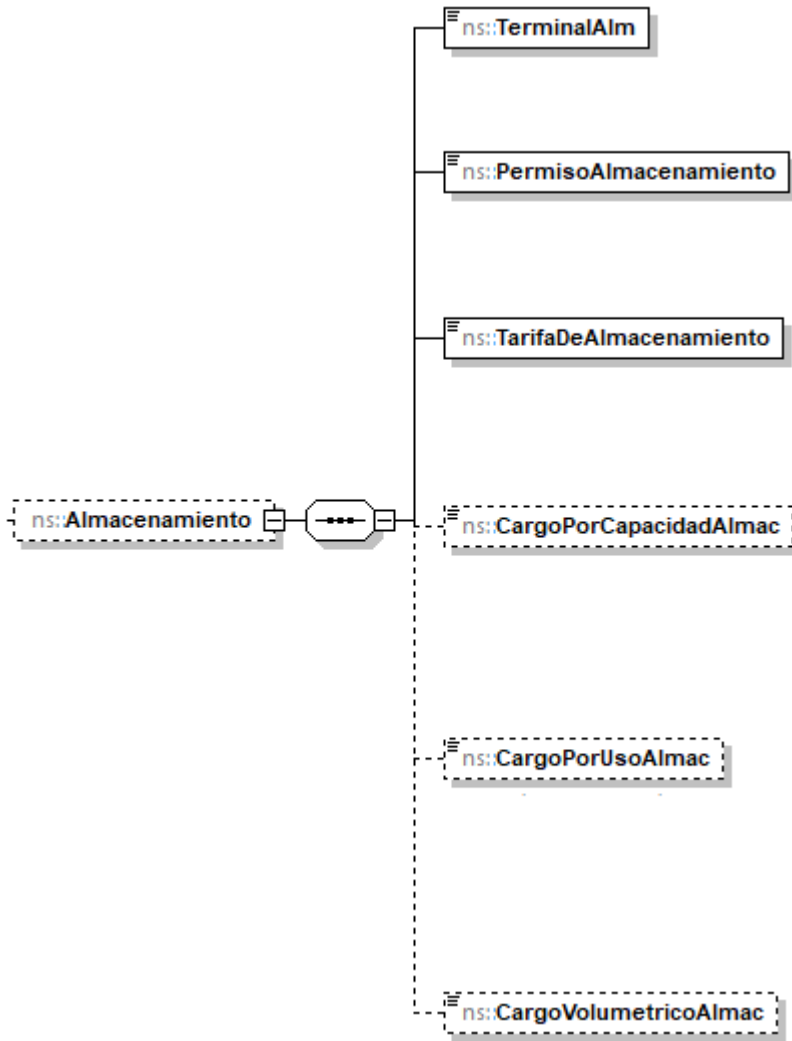 ns::TerminalAlm
ns::PermisoAlmacenamiento
ns::TarifaDeAlmacenamiento
ns::Almacenamiento
ns::CargoPorCapacidadAlmac
ns::CargoPorUsoAlmac
ns::CargoVolumetricoAlmac